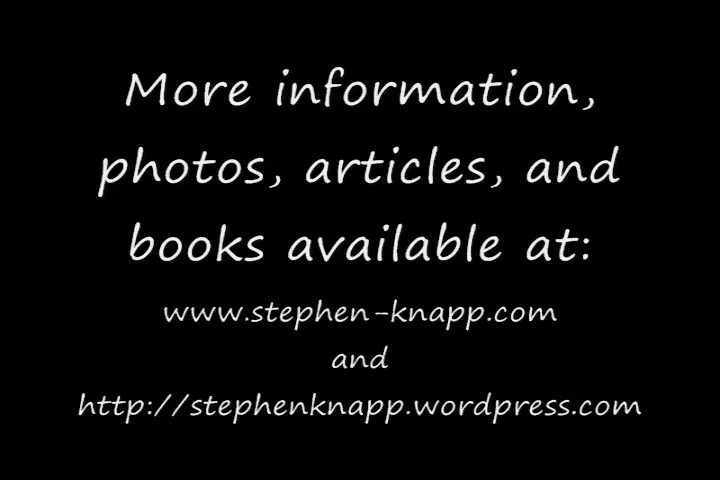 More information,
photos, articles, and
books available at:
www.stephen-knapp.com
and
http://stephenknapp.wordpress.com